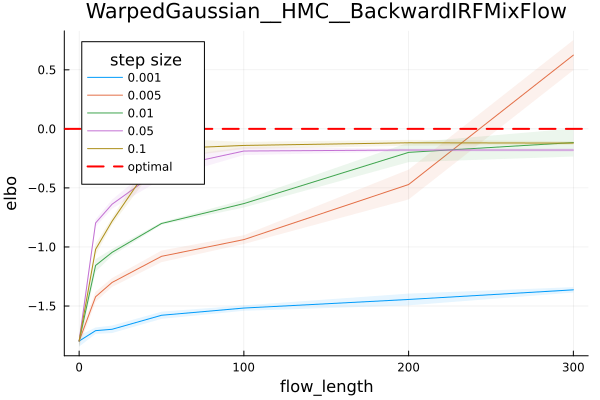 WarpedGaussian__HMC__BackwardIRFMixFlow
step size
0.001
0.005
0.01
0.05
0.1
optimal
0.5
0.0
−0.5
−1.0
−1.5
elbo
0
100
200
300
flow_length